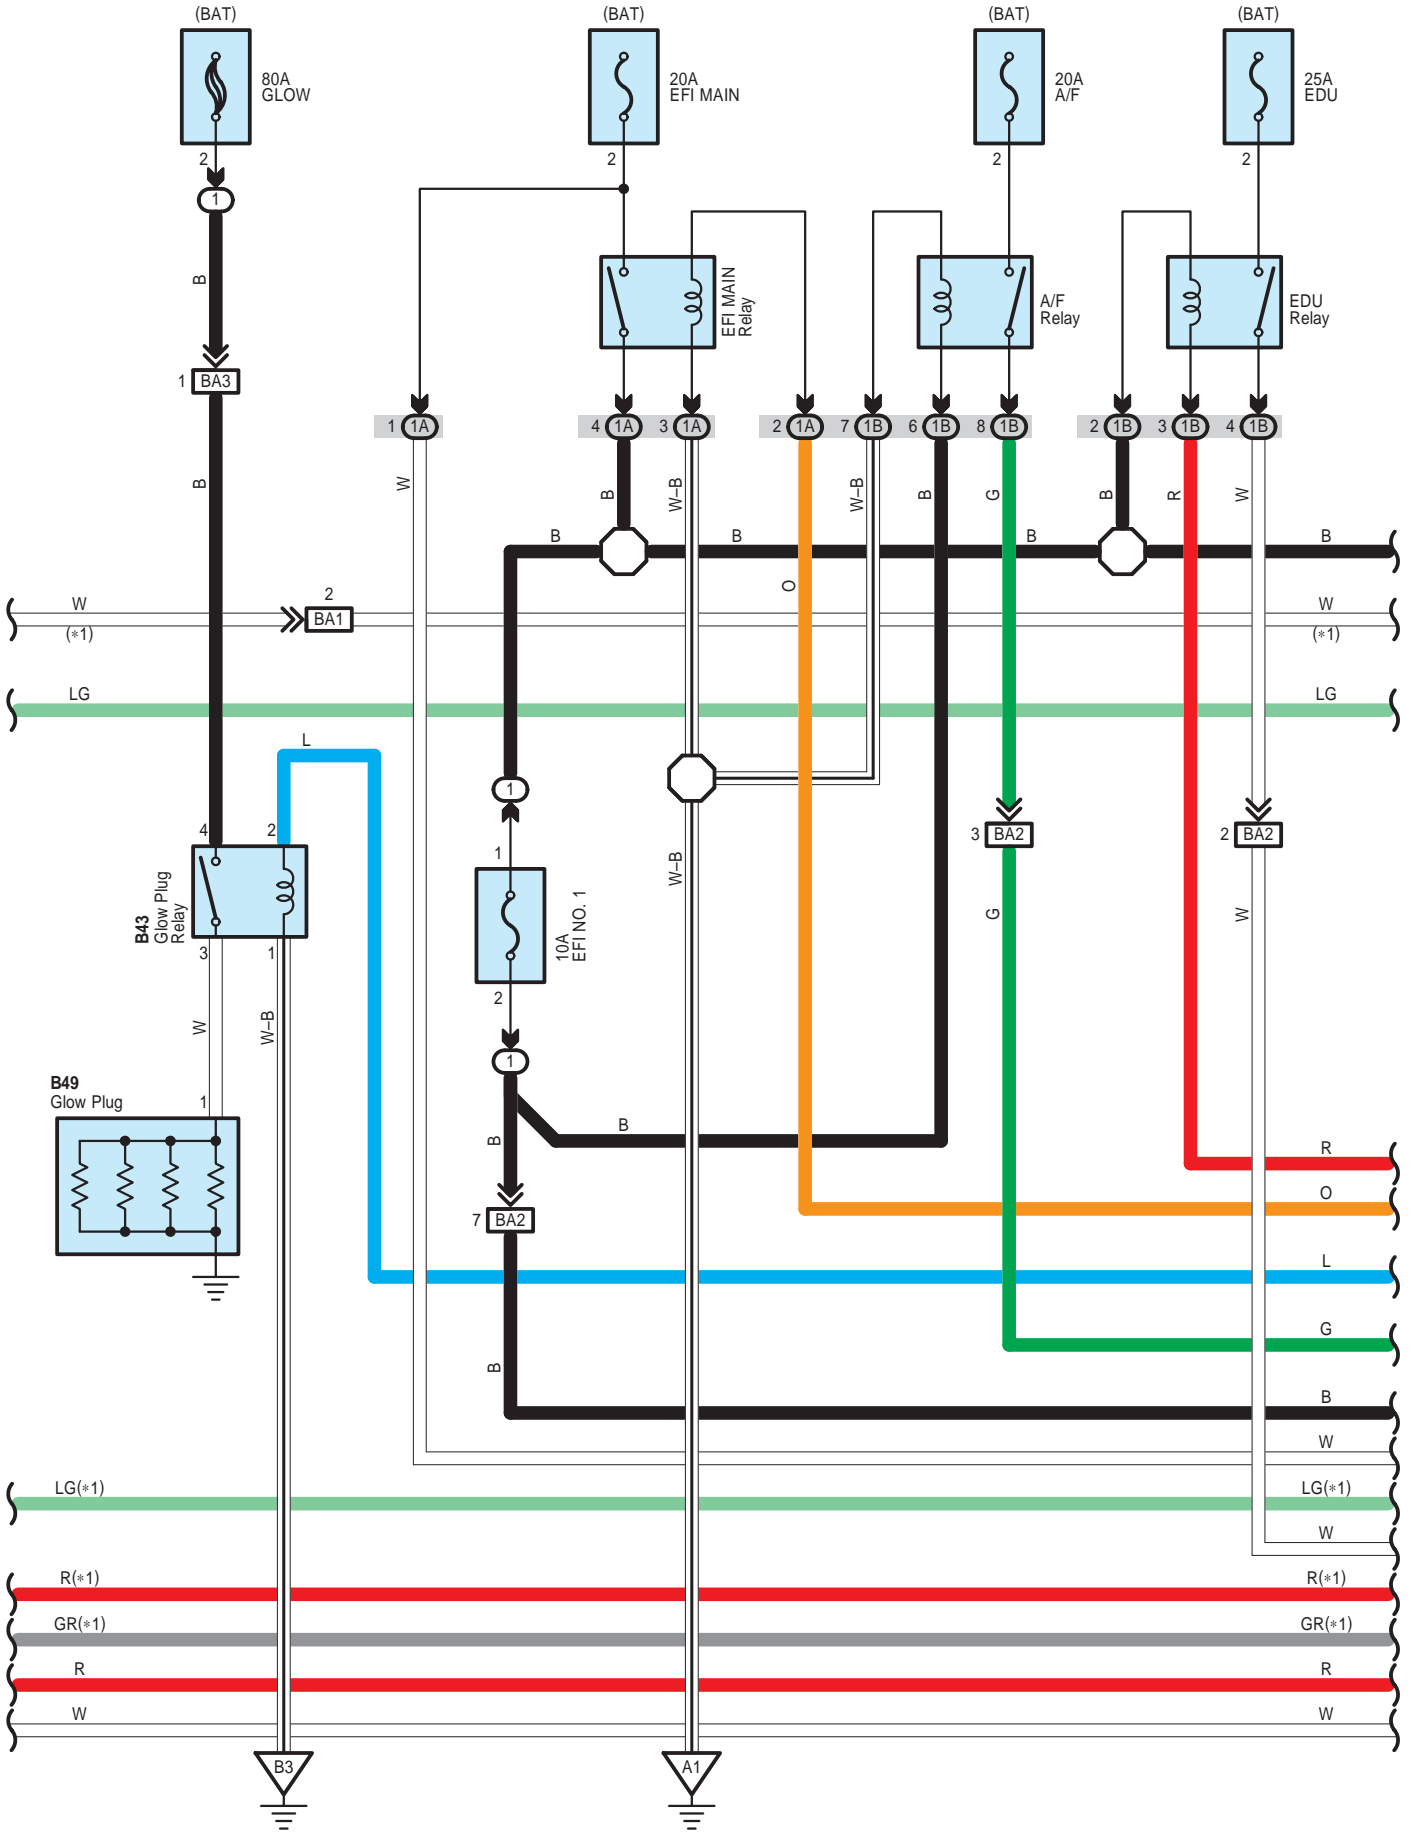 (BAT) (BAT) (BAT) (BAT)
80A
GLOW
20A
EFI MAIN
20A
A/F
25A
EDU
2 2 2 2
1
B
EFI MAIN
Relay
A/F
Relay
EDU
Relay
1 BA3
1 1A 4 1A 3 1A 2 1A 7 1B 6 1B 8 1B 2 1B 3 1B 4 1B
B W B W–B W–B B G B R W
B B B B
O
W 2 W
BA1
(*1) (*1)
LG LG
L
1
4 2
3 BA2 2 BA2
1
W–B
B43
Glow Plug
Relay
10A
EFI NO. 1
G W
3 1
2
W W–B
1
B49
Glow Plug 1
B B
R
O
7 BA2
L
G
B
B
W
LG(*1) LG(*1)
W
R(*1) R(*1)
GR(*1) GR(*1)
R R
W W
B3 A1